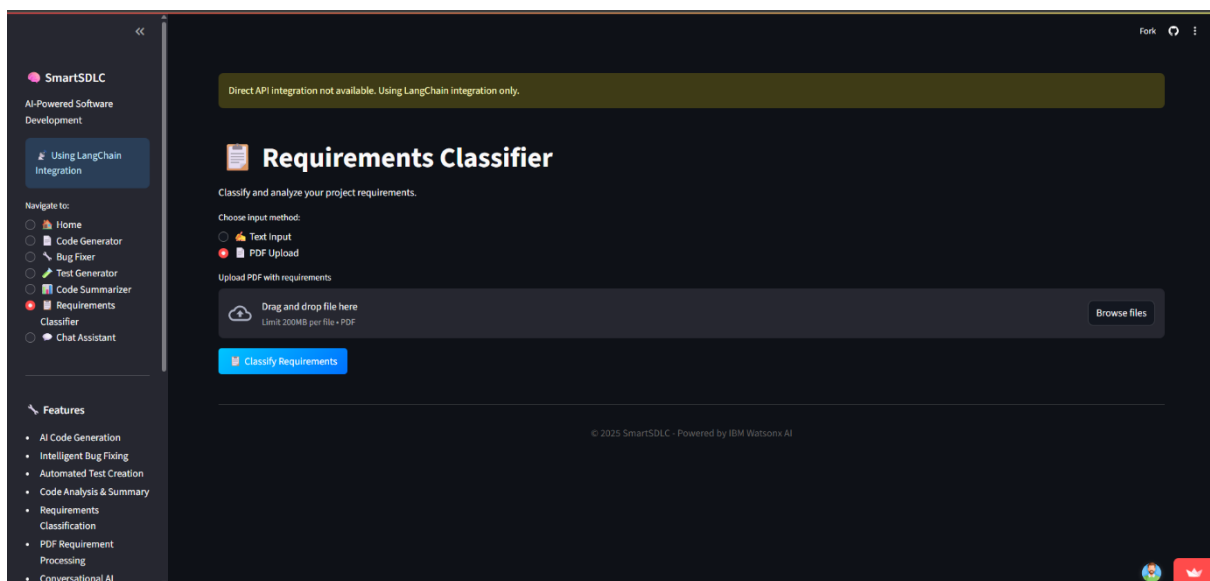 SmartSDLC
AI-Powered Software
Development
Using LangChain
Integration
Navigate to:
Home
Code Generator
Bug Fixer
Test Generator
Code Summarizer
Requirements
Classifier
Chat Assistant
Features
• AI Code Generation
• Intelligent Bug Fixing
• Automated Test Creation
• Code Analysis & Summary
• Requirements
Classification
• PDF Requirement
Processing
• Conversational AI
Fork
Direct API integration not available. Using LangChain integration only.
Requirements Classifier
Classify and analyze your project requirements.
Choose input method:
Text Input
PDF Upload
Upload PDF with requirements
Drag and drop file here
Limit 200MB per file • PDF
Browse files
Classify Requirements
© 2025 SmartSDLC - Powered by IBM Watsonx AI